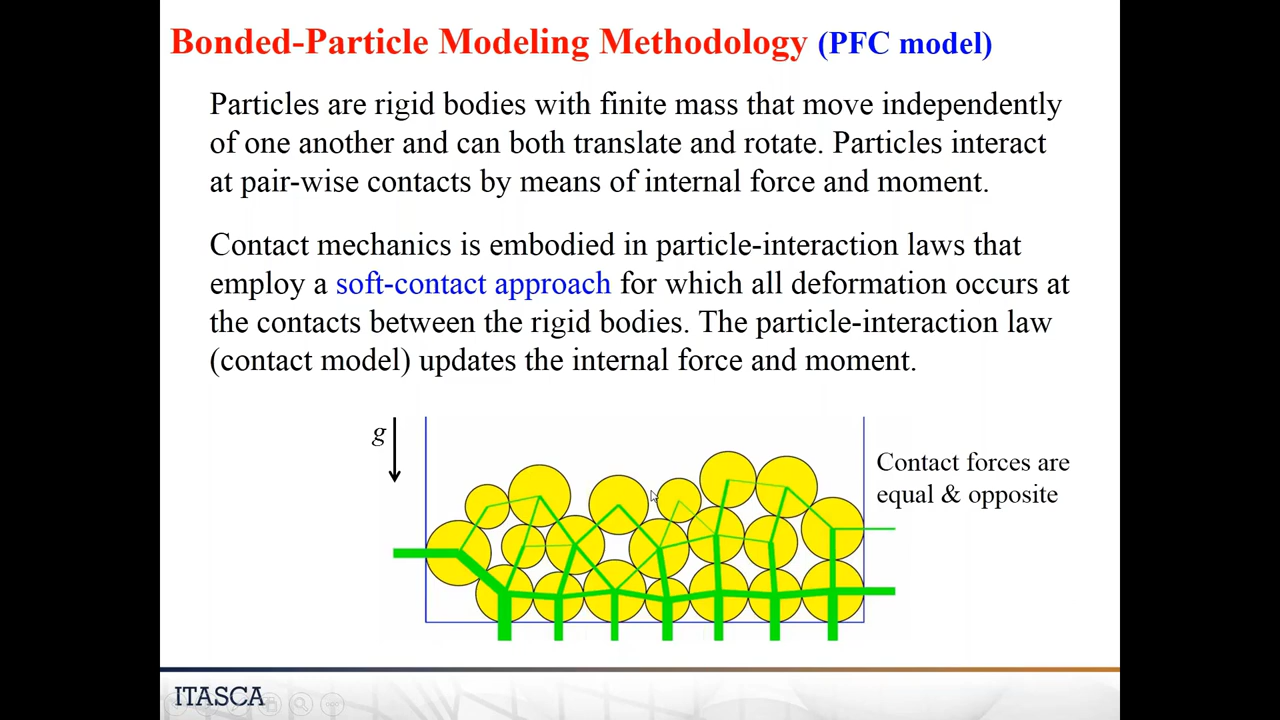 Bonded-Particle Modeling Methodology (PFC model)
Particles are rigid bodies with finite mass that move independently
of one another and can both translate and rotate. Particles interact
at pair-wise contacts by means of internal force and moment.
Contact mechanics is embodied in particle-interaction laws that
employ a soft-contact approach for which all deformation occurs at
the contacts between the rigid bodies. The particle-interaction law
(contact model) updates the internal force and moment.
g
Contact forces are
equal & opposite
ITASCA